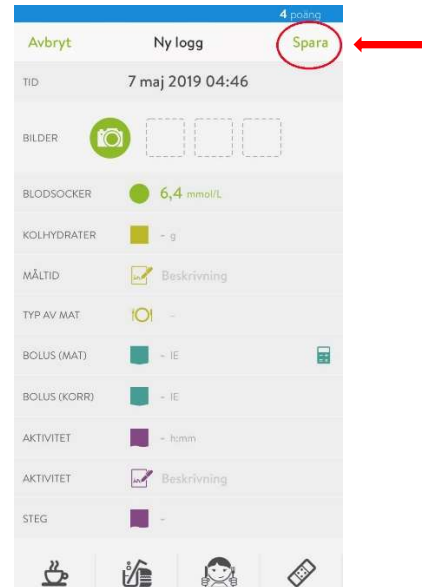 4 poäng
Avbryt Ny logg Spara
TID 7 maj 2019 04:46
BILDER
BLODSOCKER 6,4 mmol/L
KOLHYDRATER - g
MÅLTID Beskrivning
TYP AV MAT -
BOLUS (MAT) - IE
BOLUS (KORR) - IE
AKTIVITET - h:mm
AKTIVITET Beskrivning
STEG -